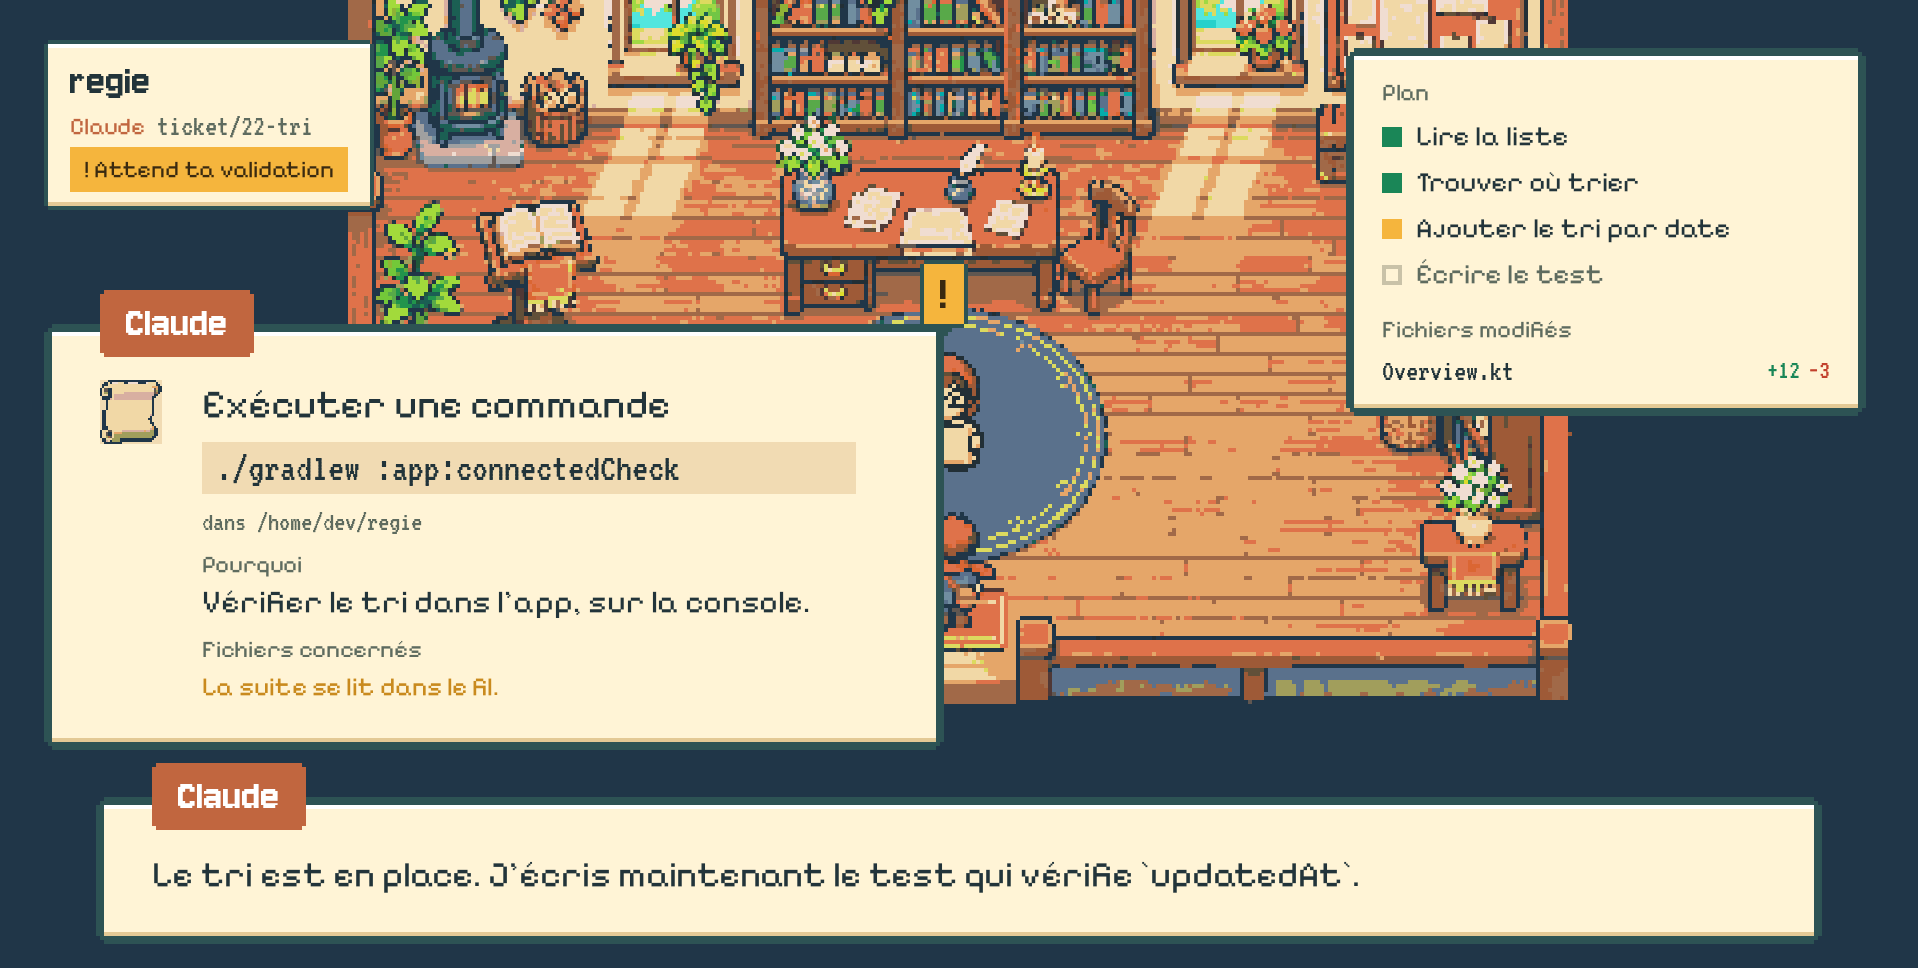 regie
Claude ticket/22-tri
! Attend ta validation
Plan
Lire la liste
Trouver où trier
Ajouter le tri par date
Écrire le test
Fichiers modifiés
Overview.kt +12 -3
!
Claude
Exécuter une commande
./gradlew :app:connectedCheck
dans /home/dev/regie
Pourquoi
Vérifier le tri dans l'app, sur la console.
Fichiers concernés
La suite se lit dans le fil.
Claude
Le tri est en place. J'écris maintenant le test qui vérifie `updatedAt`.